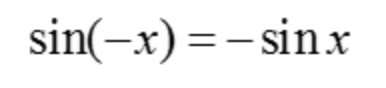 sin(−x) = − sin x